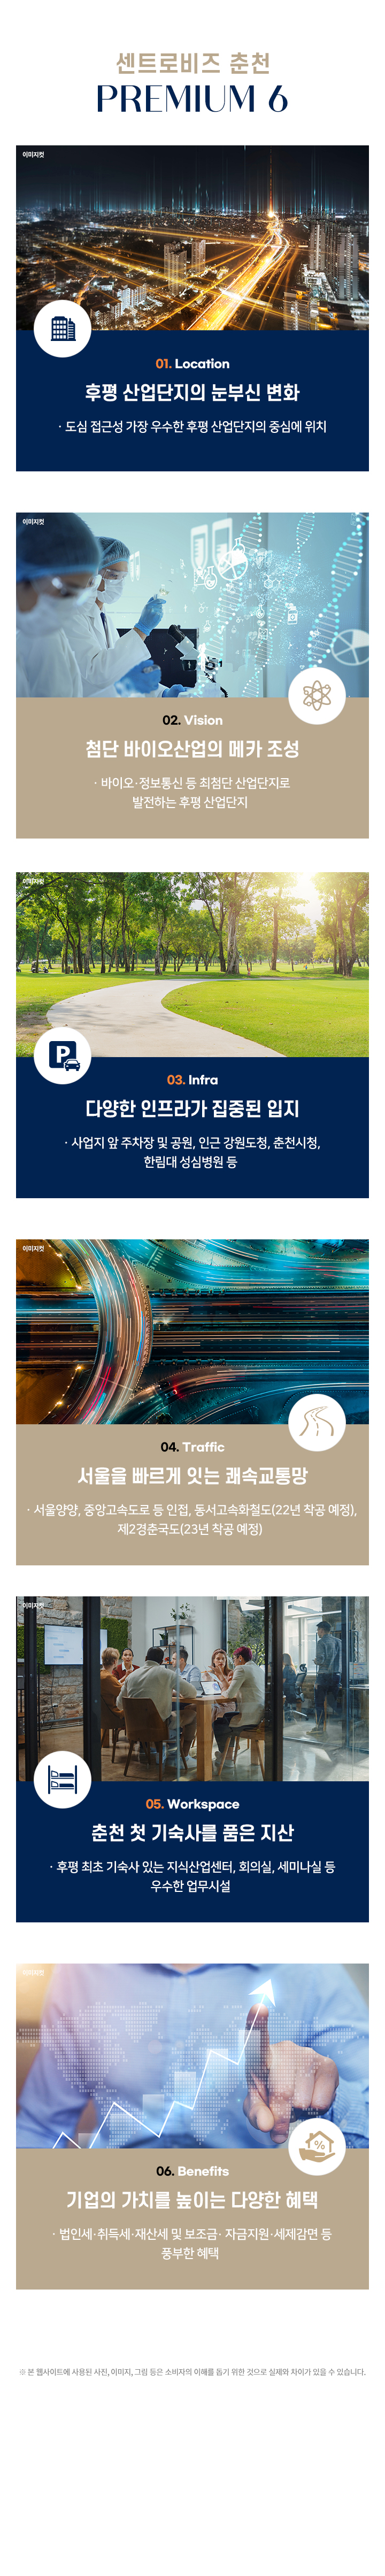 센트로비즈 춘천
PREMIUM 6
이미지컷
01. Location
후평 산업단지의 눈부신 변화
· 도심 접근성 가장 우수한 후평 산업단지의 중심에 위치
이미지컷
02. Vision
첨단 바이오산업의 메카 조성
· 바이오·정보통신 등 최첨단 산업단지로
발전하는 후평 산업단지
이미지컷
P
03. Infra
다양한 인프라가 집중된 입지
· 사업지 앞 주차장 및 공원, 인근 강원도청, 춘천시청,
한림대 성심병원 등
이미지컷
04. Traffic
서울을 빠르게 잇는 쾌속교통망
· 서울양양, 중앙고속도로 등 인접, 동서고속화철도(22년 착공 예정),
제2경춘국도(23년 착공 예정)
이미지컷
05. Workspace
춘천 첫 기숙사를 품은 지산
· 후평 최초 기숙사 있는 지식산업센터, 회의실, 세미나실 등
우수한 업무시설
이미지컷
%
06. Benefits
기업의 가치를 높이는 다양한 혜택
· 법인세·취득세·재산세 및 보조금· 자금지원·세제감면 등
풍부한 혜택
※ 본 웹사이트에 사용된 사진, 이미지, 그림 등은 소비자의 이해를 돕기 위한 것으로 실제와 차이가 있을 수 있습니다.